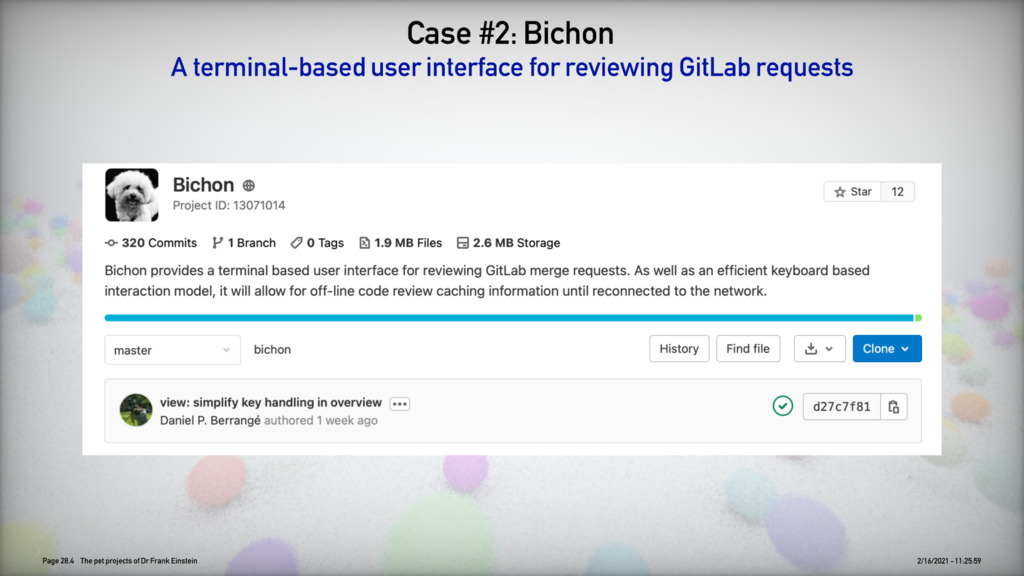 Case #2: Bichon
A terminal-based user interface for reviewing GitLab requests
Bichon
Project ID: 13071014
Star 12
320 Commits 1 Branch 0 Tags 1.9 MB Files 2.6 MB Storage
Bichon provides a terminal based user interface for reviewing GitLab merge requests. As well as an efficient keyboard based
interaction model, it will allow for off-line code review caching information until reconnected to the network.
master bichon History Find file Clone
view: simplify key handling in overview
Daniel P. Berrangé authored 1 week ago
d27c7f81
Page 28.4 The pet projects of Dr Frank Einstein 2/16/2021 - 11:25:59